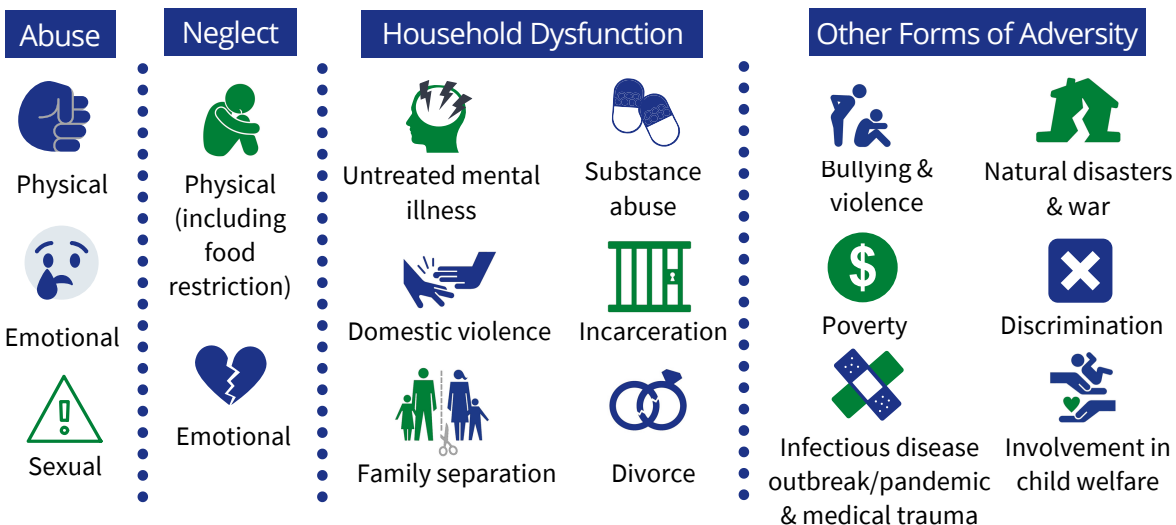 Abuse
Physical
Emotional
Sexual
Neglect
Physical
(including
food
restriction)
Emotional
Household Dysfunction
Untreated mental
illness
Substance
abuse
Domestic violence
Incarceration
Family separation
Divorce
Other Forms of Adversity
Bullying &
violence
Natural disasters
& war
Poverty
Discrimination
Infectious disease
outbreak/pandemic
& medical trauma
Involvement in
child welfare